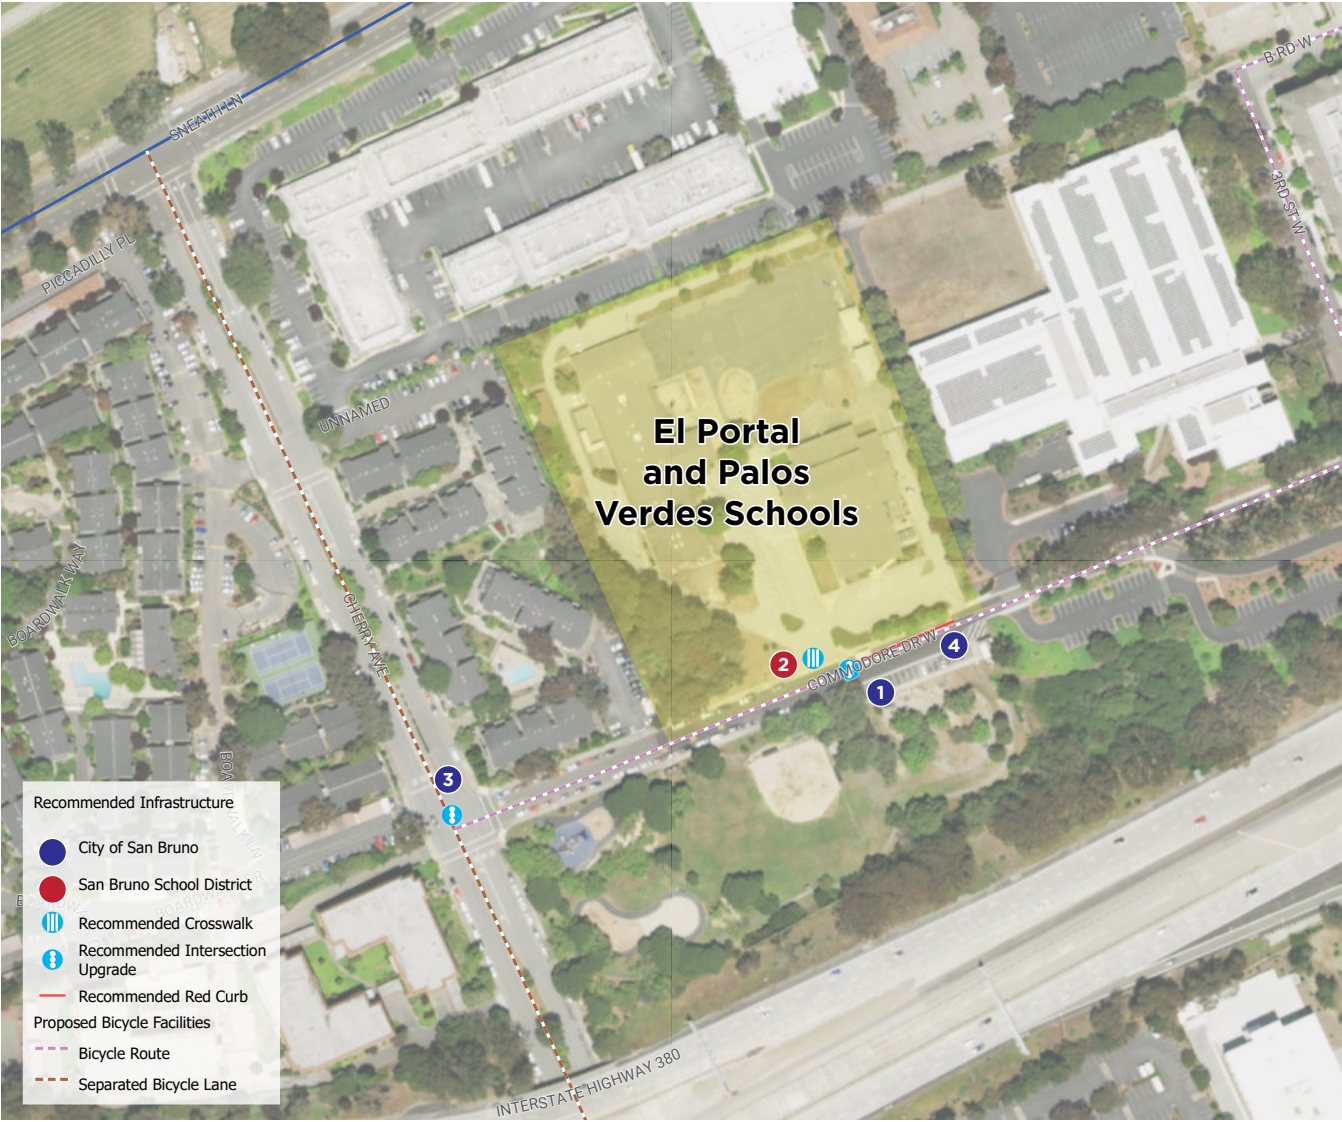 B RD W
SNEATH LN
3RD ST W
PICCADILLY PL
UNNAMED
El Portal
and Palos
Verdes Schools
BOARDWALK WAY
CHERRY AVE
COMMODORE DR W
4
2
1
3
Recommended Infrastructure
City of San Bruno
San Bruno School District
Recommended Crosswalk
Recommended Intersection
Upgrade
Recommended Red Curb
Proposed Bicycle Facilities
Bicycle Route
Separated Bicycle Lane
BOARDWALK LN
INTERSTATE HIGHWAY 380